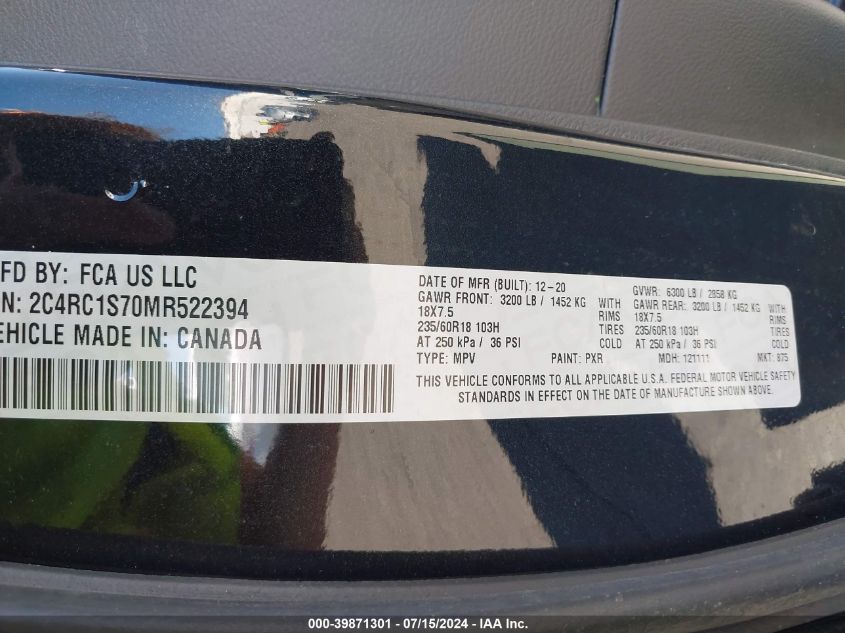 FD BY: FCA US LLC
N: 2C4RC1S70MR522394
VEHICLE MADE IN: CANADA
DATE OF MFR (BUILT): 12-20
GVWR: 6300 LB / 2858 KG
GAWR FRONT: 3200 LB / 1452 KG WITH
18X7.5 RIMS
235/60R18 103H TIRES
AT 250 kPa / 36 PSI COLD
GAWR REAR: 3200 LB / 1452 KG WITH
18X7.5 RIMS
235/60R18 103H TIRES
AT 250 kPa / 36 PSI COLD
TYPE: MPV PAINT: PXR MDH: 121111 MKT: 875
THIS VEHICLE CONFORMS TO ALL APPLICABLE U.S.A. FEDERAL MOTOR VEHICLE SAFETY
STANDARDS IN EFFECT ON THE DATE OF MANUFACTURE SHOWN ABOVE.
000-39871301 - 07/15/2024 - IAAI Inc.